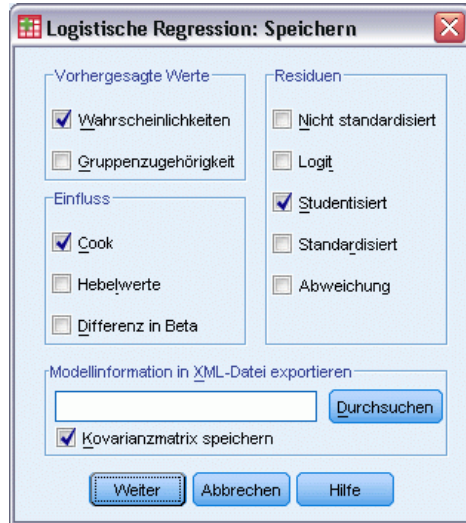 Logistische Regression: Speichern
Vorhergesagte Werte
Wahrscheinlichkeiten
Gruppenzugehörigkeit
Einfluss
Cook
Hebelwerte
Differenz in Beta
Residuen
Nicht standardisiert
Logit
Studentisiert
Standardisiert
Abweichung
Modellinformation in XML-Datei exportieren
Durchsuchen
Kovarianzmatrix speichern
Weiter
Abbrechen
Hilfe